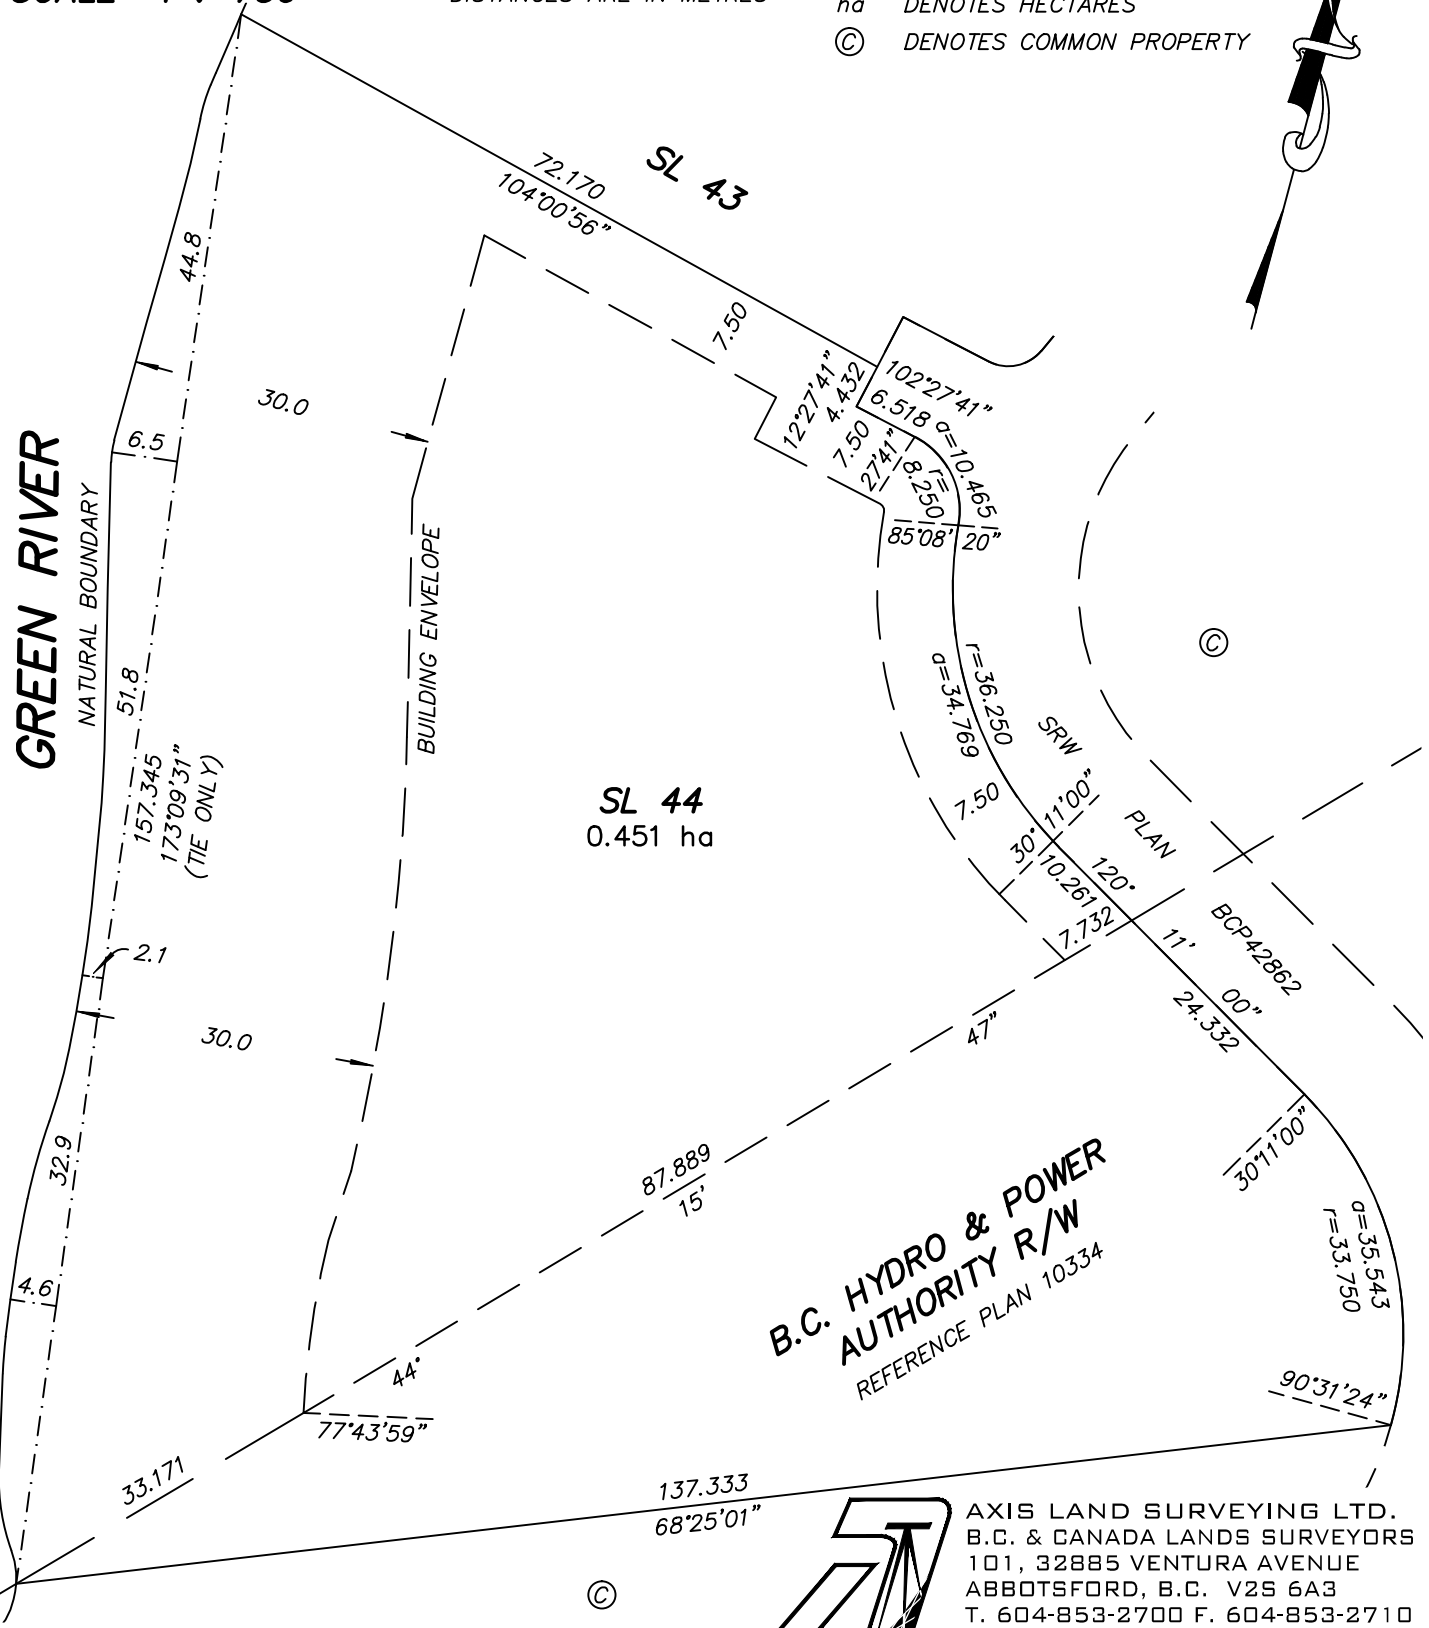 DISTANCES ARE IN METRES
ha DENOTES HECTARES
© DENOTES COMMON PROPERTY
SL 43
72.170
104°00'56"
44.8
7.50
30.0
6.5
12°27'41"
4.432
102°27'41"
6.518
a=10.465
7.50
27'41"
r=
8.250
85°08'20"
GREEN RIVER
NATURAL BOUNDARY
BUILDING ENVELOPE
51.8
157.345
173°09'31"
(TIE ONLY)
SL 44
0.451 ha
r=36.250
a=34.769
©
SRW
PLAN
BCP42862
7.50
30° 11'00"
10.261
120°
11'
00"
7.732
24.332
2.1
30.0
47"
32.9
87.889
15'
30°11'00"
B.C. HYDRO & POWER
AUTHORITY R/W
REFERENCE PLAN 10334
a=35.543
r=33.750
4.6
44°
77°43'59"
90°31'24"
33.171
137.333
68°25'01"
©
AXIS LAND SURVEYING LTD.
B.C. & CANADA LANDS SURVEYORS
101, 32885 VENTURA AVENUE
ABBOTSFORD, B.C. V2S 6A3
T. 604-853-2700 F. 604-853-2710